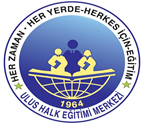 HER ZAMAN - HER YERDE-HERKES İÇİN-EĞİTİM
1964
ULUS HALK EĞİTİMİ MERKEZİ